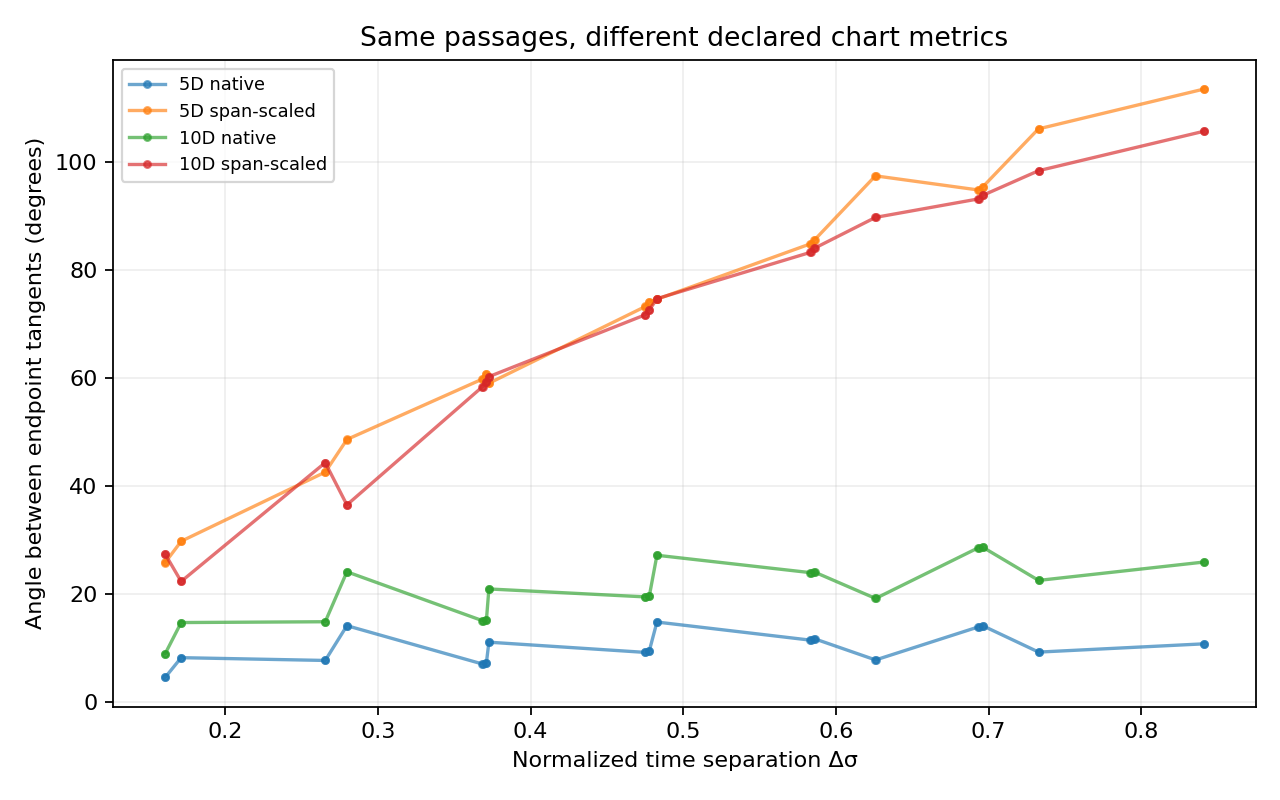 Same passages, different declared chart metrics
5D native
5D span-scaled
10D native
10D span-scaled
Angle between endpoint tangents (degrees)
100
80
60
40
20
0
0.2 0.3 0.4 0.5 0.6 0.7 0.8
Normalized time separation Δσ